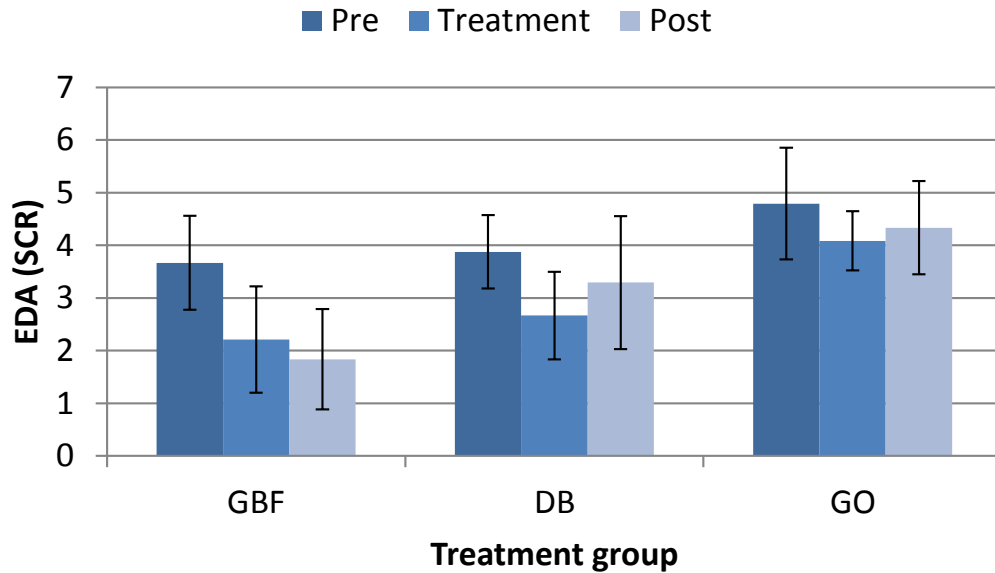 Pre Treatment Post
7
6
5
4
3
2
1
0
EDA (SCR)
GBF DB GO
Treatment group